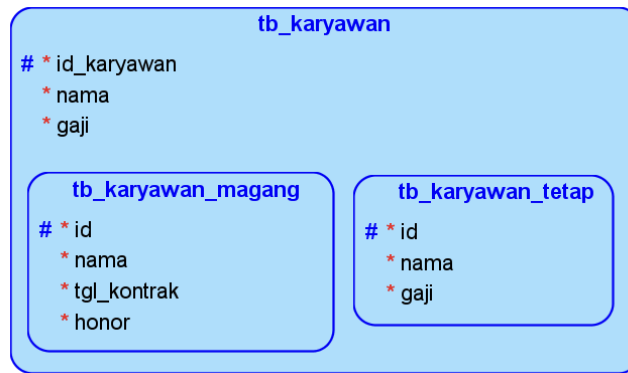 tb_karyawan
# * id_karyawan
* nama
* gaji
tb_karyawan_magang
# * id
* nama
* tgl_kontrak
* honor
tb_karyawan_tetap
# * id
* nama
* gaji